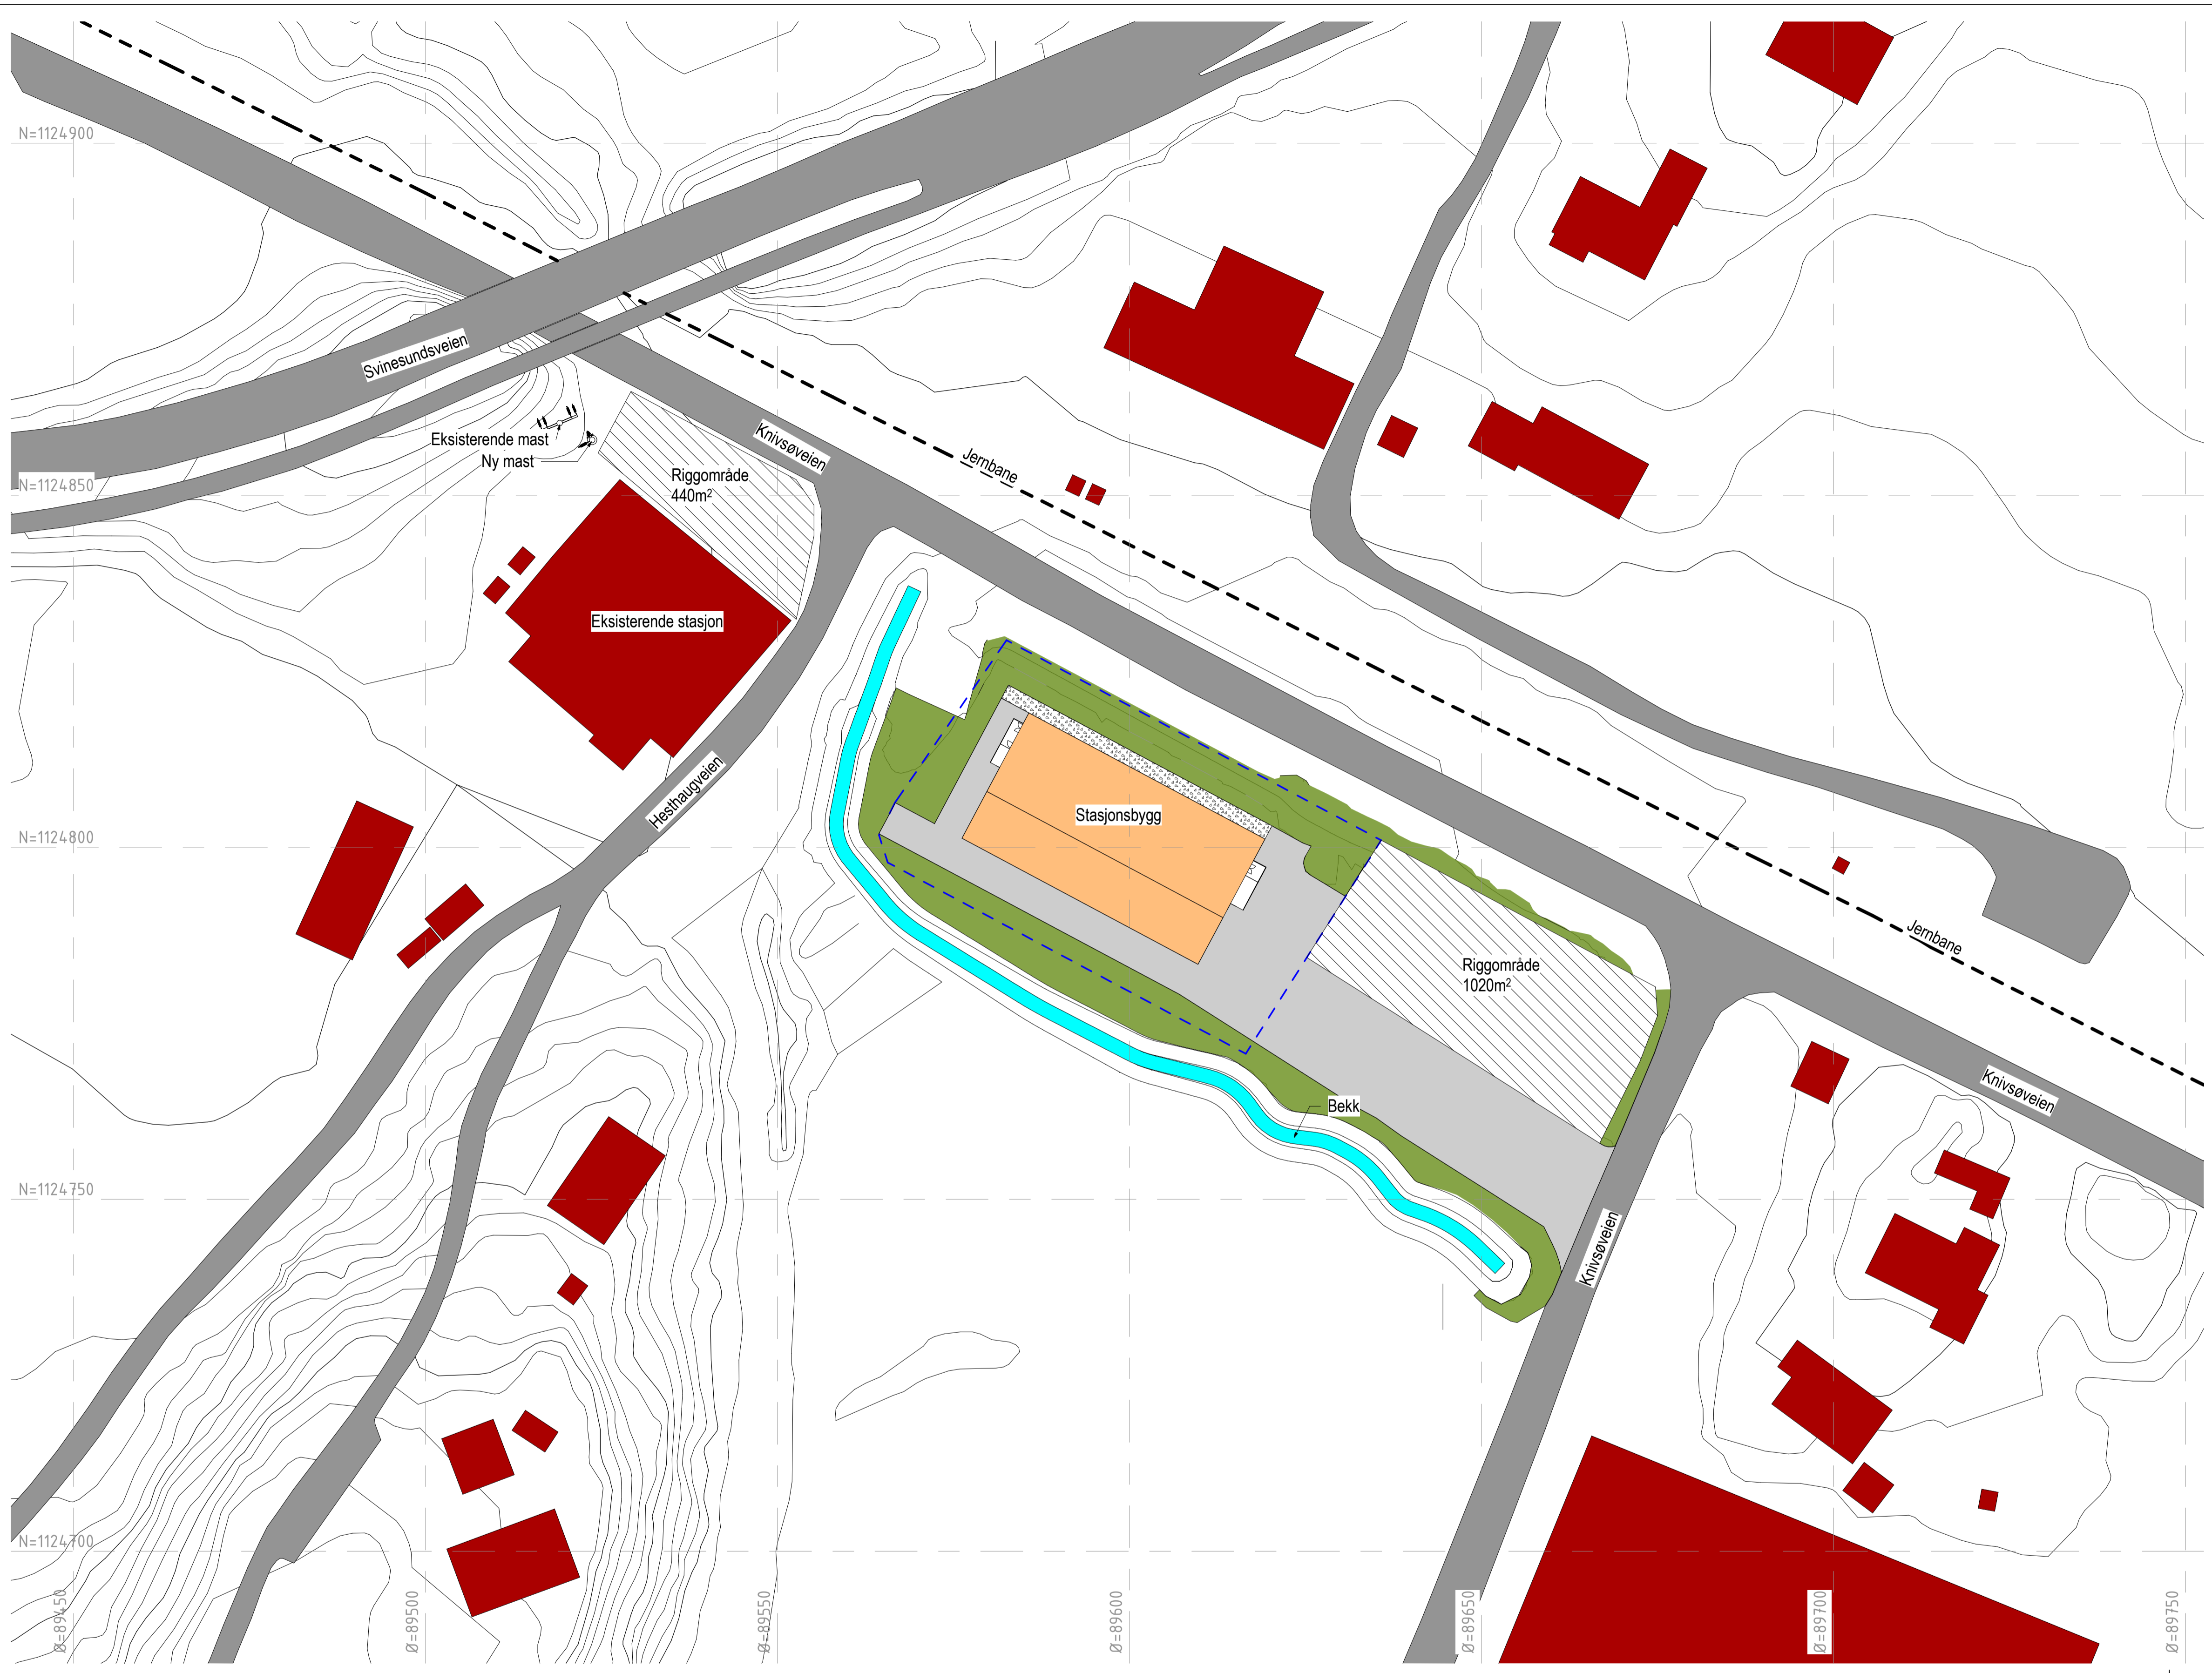 N=1124900
Svinesundsveien
Eksisterende mast
Ny mast
Knivsøveien
Jernbane
Riggområde
440m²
N=1124850
Eksisterende stasjon
Hesthaugveien
Stasjonsbygg
N=1124800
Jernbane
Riggområde
1020m²
Knivsøveien
Bekk
N=1124750
Knivsøveien
N=1124700
Ø=89450
Ø=89500
Ø=89550
Ø=89600
Ø=89650
Ø=89700
Ø=89750